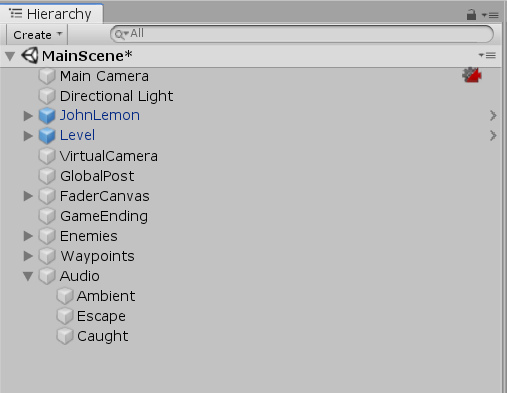 Hierarchy
Create All
MainScene*
Main Camera
Directional Light
JohnLemon
Level
VirtualCamera
GlobalPost
FaderCanvas
GameEnding
Enemies
Waypoints
Audio
Ambient
Escape
Caught